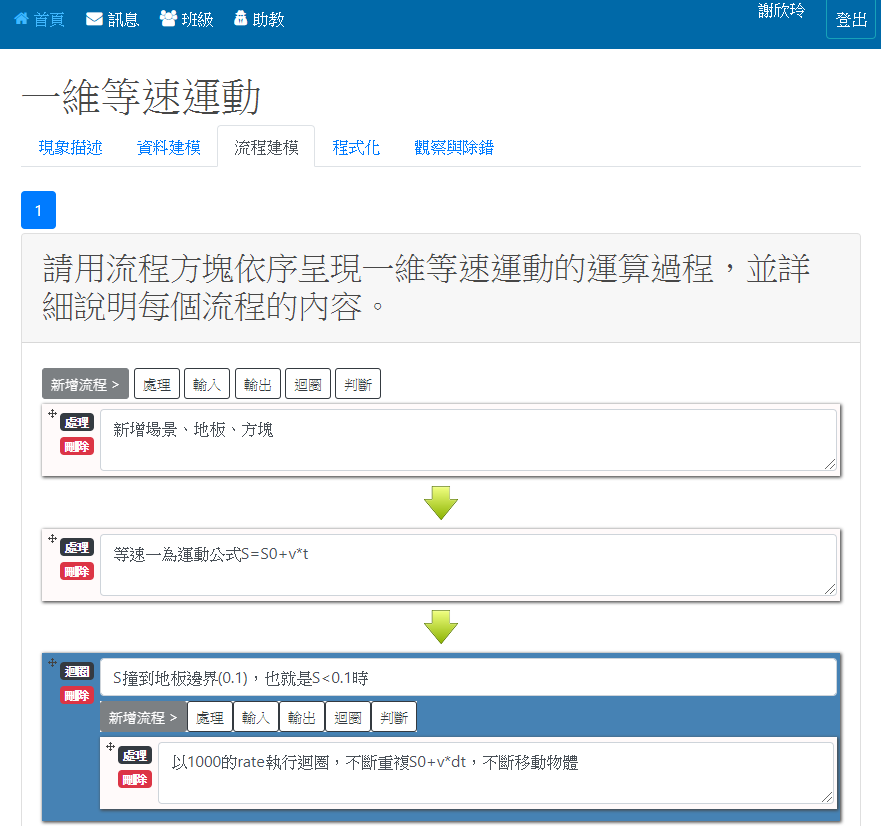 首頁 訊息 班級 助教 謝欣玲 登出
一維等速運動
現象描述 資料建模 流程建模 程式化 觀察與除錯
1
請用流程方塊依序呈現一維等速運動的運算過程，並詳
細說明每個流程的內容。
新增流程 > 處理 輸入 輸出 迴圈 判斷
處理 新增場景、地板、方塊
刪除
處理 等速一為運動公式S=S0+v*t
刪除
迴圈 S撞到地板邊界(0.1)，也就是S<0.1時
刪除
新增流程 > 處理 輸入 輸出 迴圈 判斷
處理 以1000的rate執行迴圈，不斷重複S0+v*dt，不斷移動物體
刪除